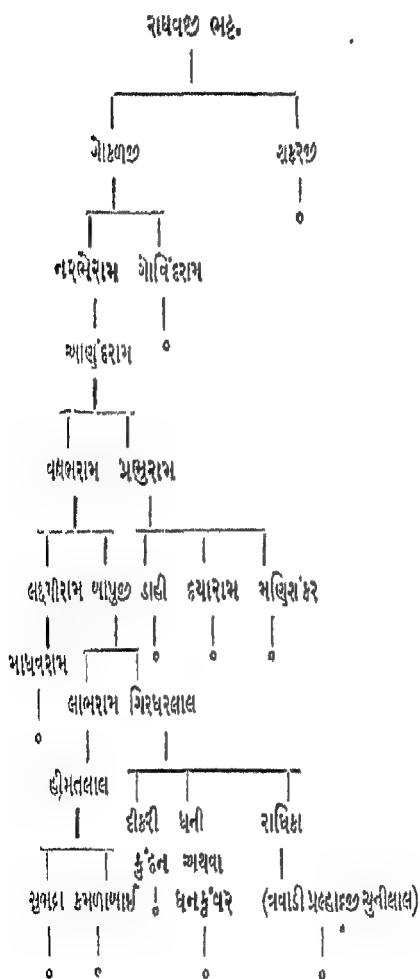 રાઘવજી ભટ્ટ.
ગોકળજી શંકરજી
નરભેરામ ગોવિંદરામ
આણુંદરામ
વલભરામ પ્રભુરામ
લક્ષ્મીરામ બાપુજી ડાહી દયારામ મણિશંકર
માધવરામ
લાભરામ ગિરધરલાલ
હીમતલાલ
દીકરી ધની રાધિકા
કુંદન અથવા
સુભદ્રા કમળાબાઈ ધનકુંવર (ત્રવાડી પ્રલ્હાદજી ચુનીલાલ)